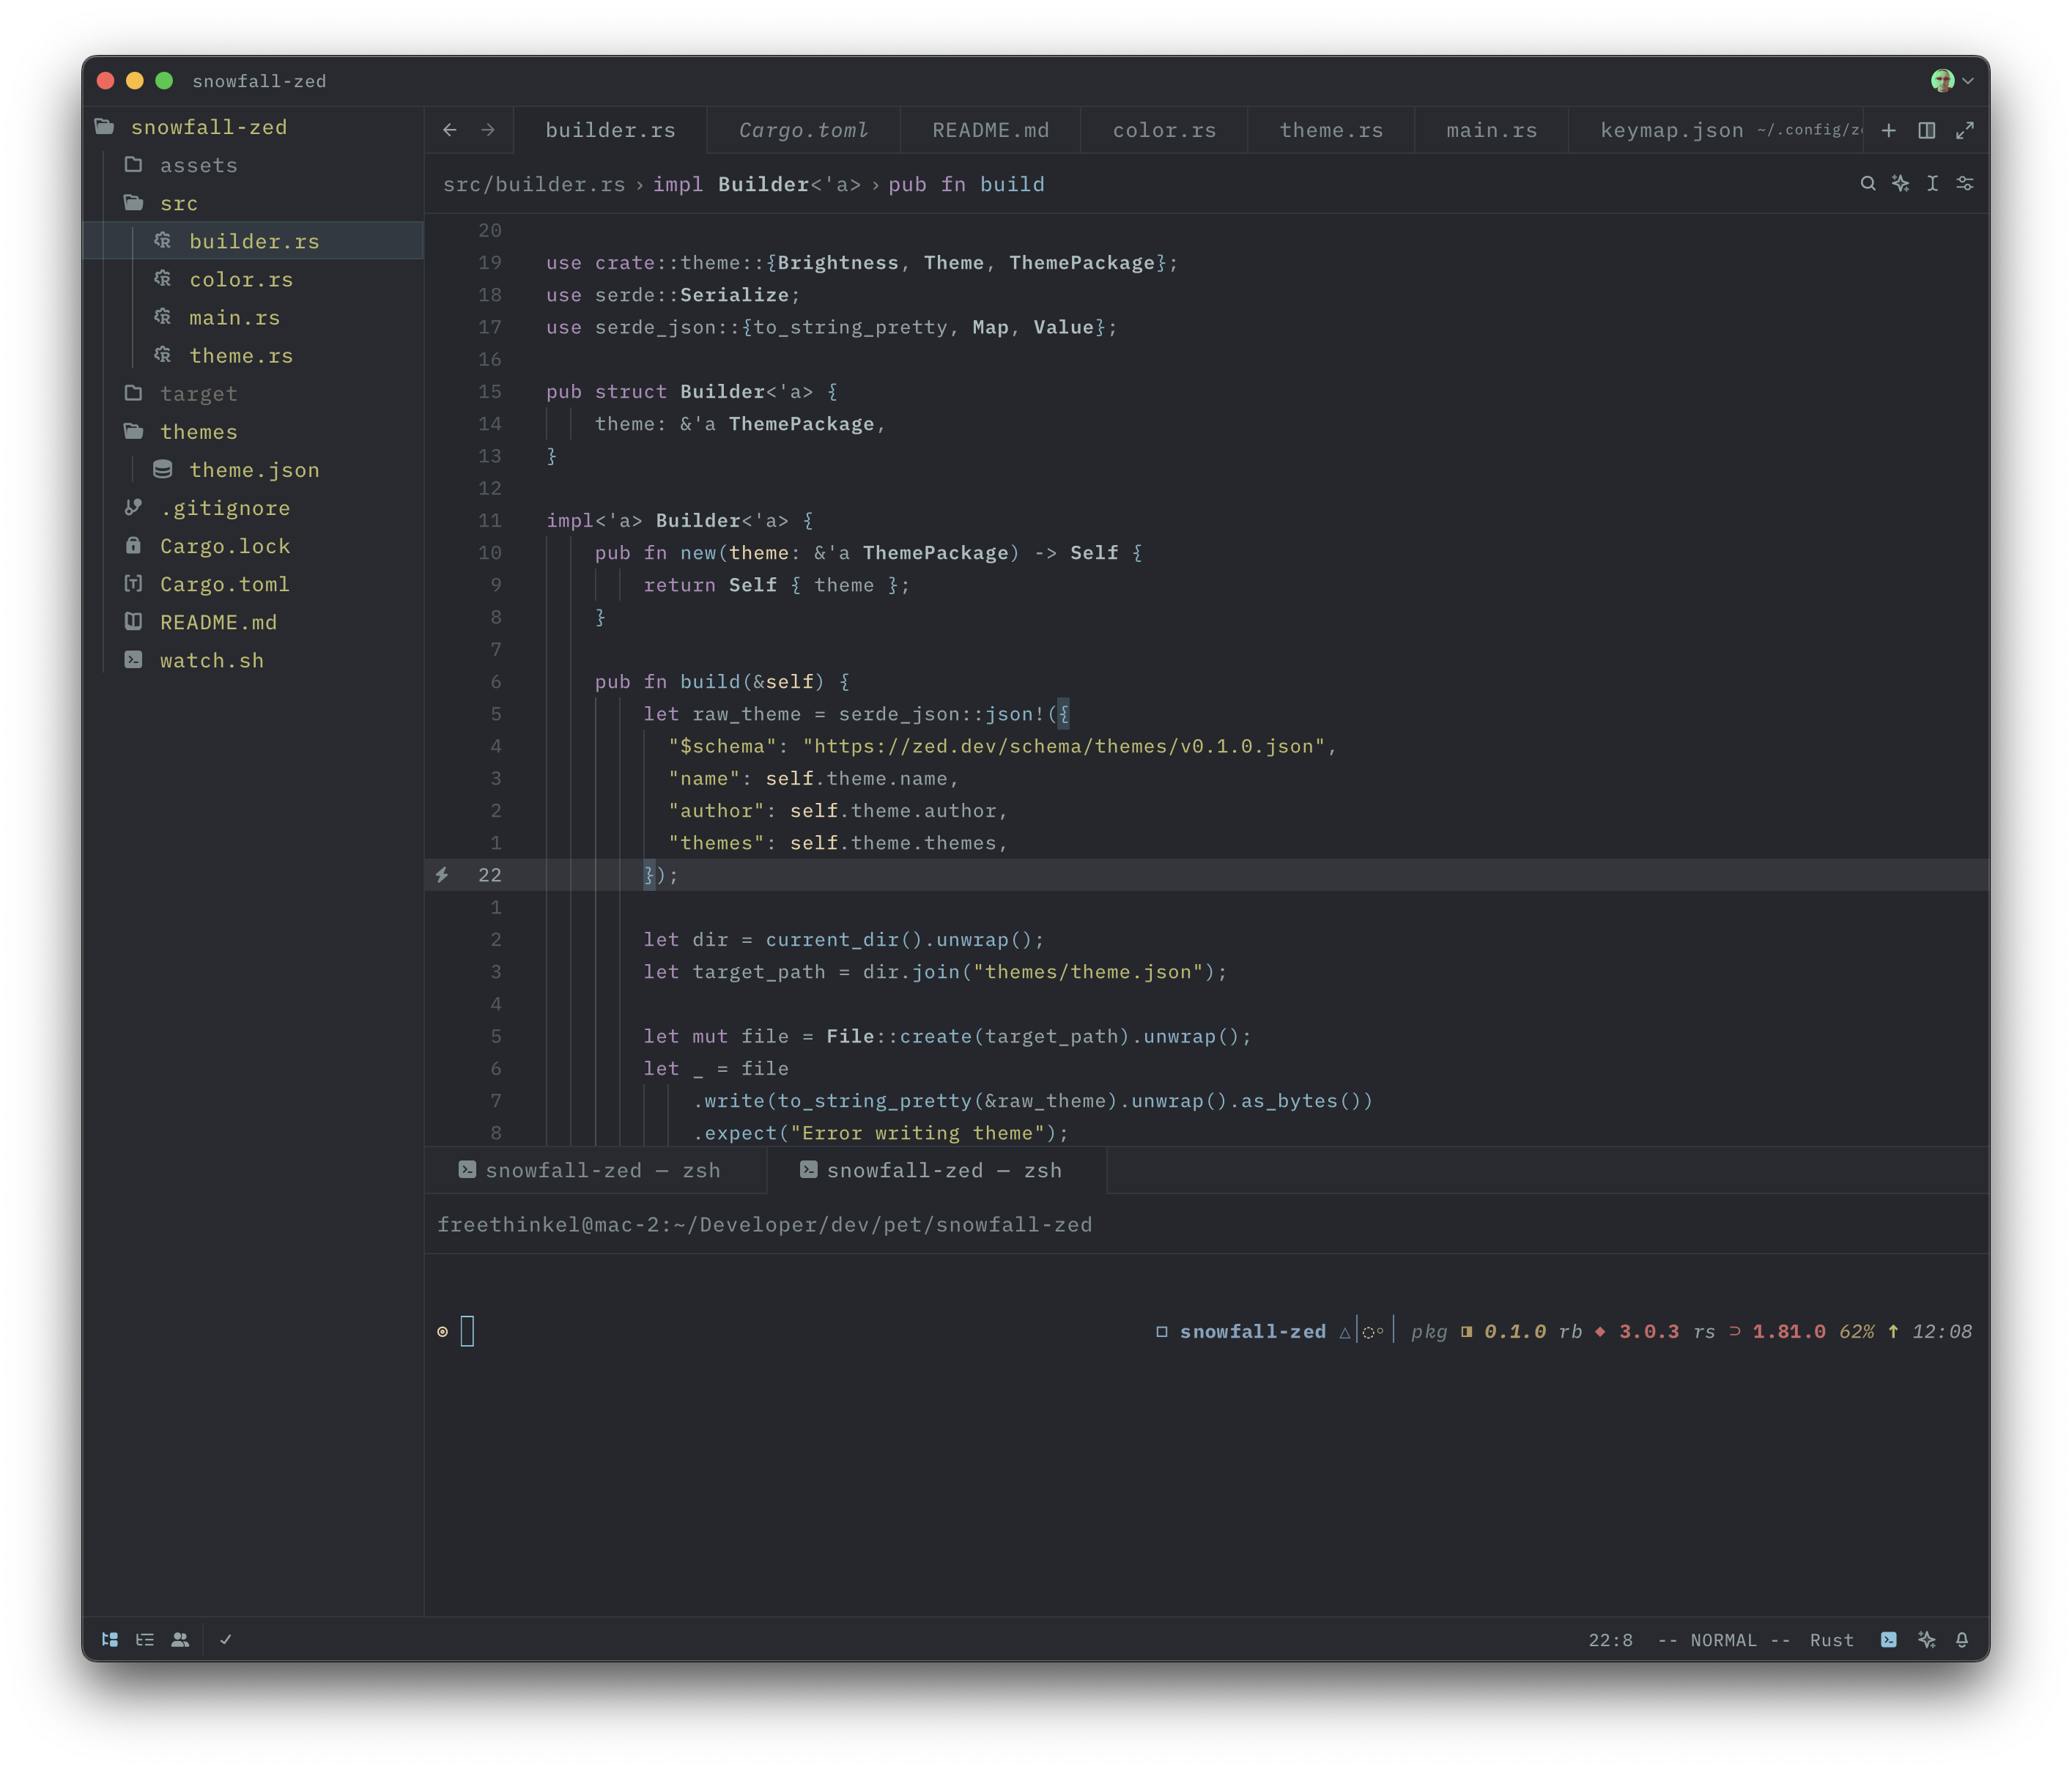 snowfall-zed
snowfall-zed
assets
src
builder.rs
color.rs
main.rs
theme.rs
target
themes
theme.json
.gitignore
Cargo.lock
Cargo.toml
README.md
watch.sh
builder.rs Cargo.toml README.md color.rs theme.rs main.rs keymap.json ~/.config/z
src/builder.rs › impl Builder<'a> › pub fn build
20
19 use crate::theme::{Brightness, Theme, ThemePackage};
18 use serde::Serialize;
17 use serde_json::{to_string_pretty, Map, Value};
16
15 pub struct Builder<'a> {
14 theme: &'a ThemePackage,
13 }
12
11 impl<'a> Builder<'a> {
10 pub fn new(theme: &'a ThemePackage) -> Self {
9 return Self { theme };
8 }
7
6 pub fn build(&self) {
5 let raw_theme = serde_json::json!({
4 "$schema": "https://zed.dev/schema/themes/v0.1.0.json",
3 "name": self.theme.name,
2 "author": self.theme.author,
1 "themes": self.theme.themes,
22 });
1
2 let dir = current_dir().unwrap();
3 let target_path = dir.join("themes/theme.json");
4
5 let mut file = File::create(target_path).unwrap();
6 let _ = file
7 .write(to_string_pretty(&raw_theme).unwrap().as_bytes())
8 .expect("Error writing theme");
snowfall-zed — zsh snowfall-zed — zsh
freethinkel@mac-2:~/Developer/dev/pet/snowfall-zed
snowfall-zed pkg 0.1.0 rb 3.0.3 rs 1.81.0 62% ↑ 12:08
22:8 -- NORMAL -- Rust